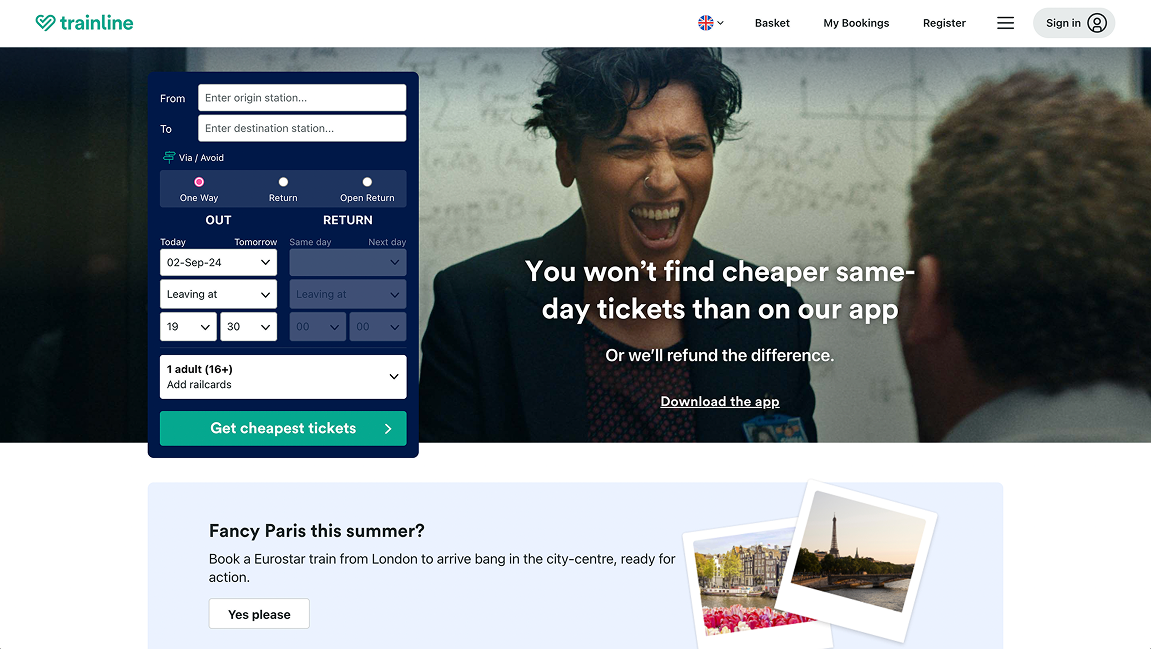 trainline
Basket
My Bookings
Register
Sign in
From
Enter origin station...
To
Enter destination station...
Via / Avoid
One Way
Return
Open Return
OUT
RETURN
Today
Tomorrow
Same day
Next day
02-Sep-24
Leaving at
Leaving at
19
30
00
00
1 adult (16+)
Add railcards
Get cheapest tickets
You won't find cheaper same-
day tickets than on our app
Or we'll refund the difference.
Download the app
Fancy Paris this summer?
Book a Eurostar train from London to arrive bang in the city-centre, ready for
action.
Yes please